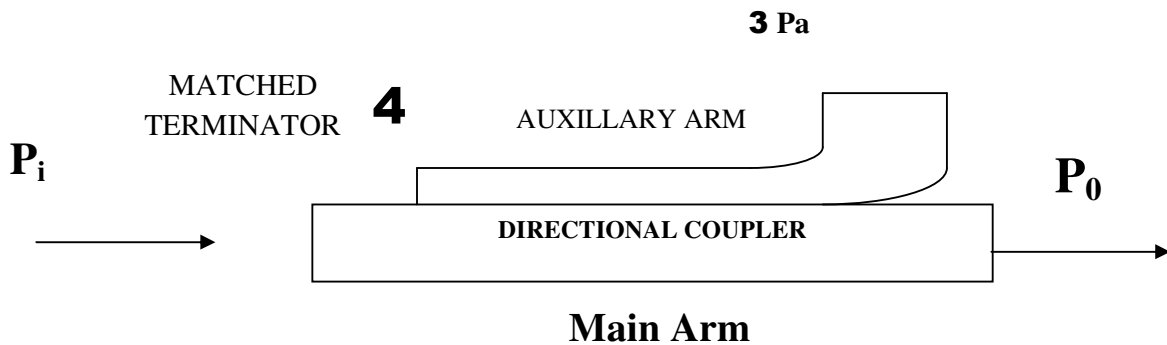 3 Pa
MATCHED
TERMINATOR
4
AUXILLARY ARM
Pi
P0
DIRECTIONAL COUPLER
Main Arm